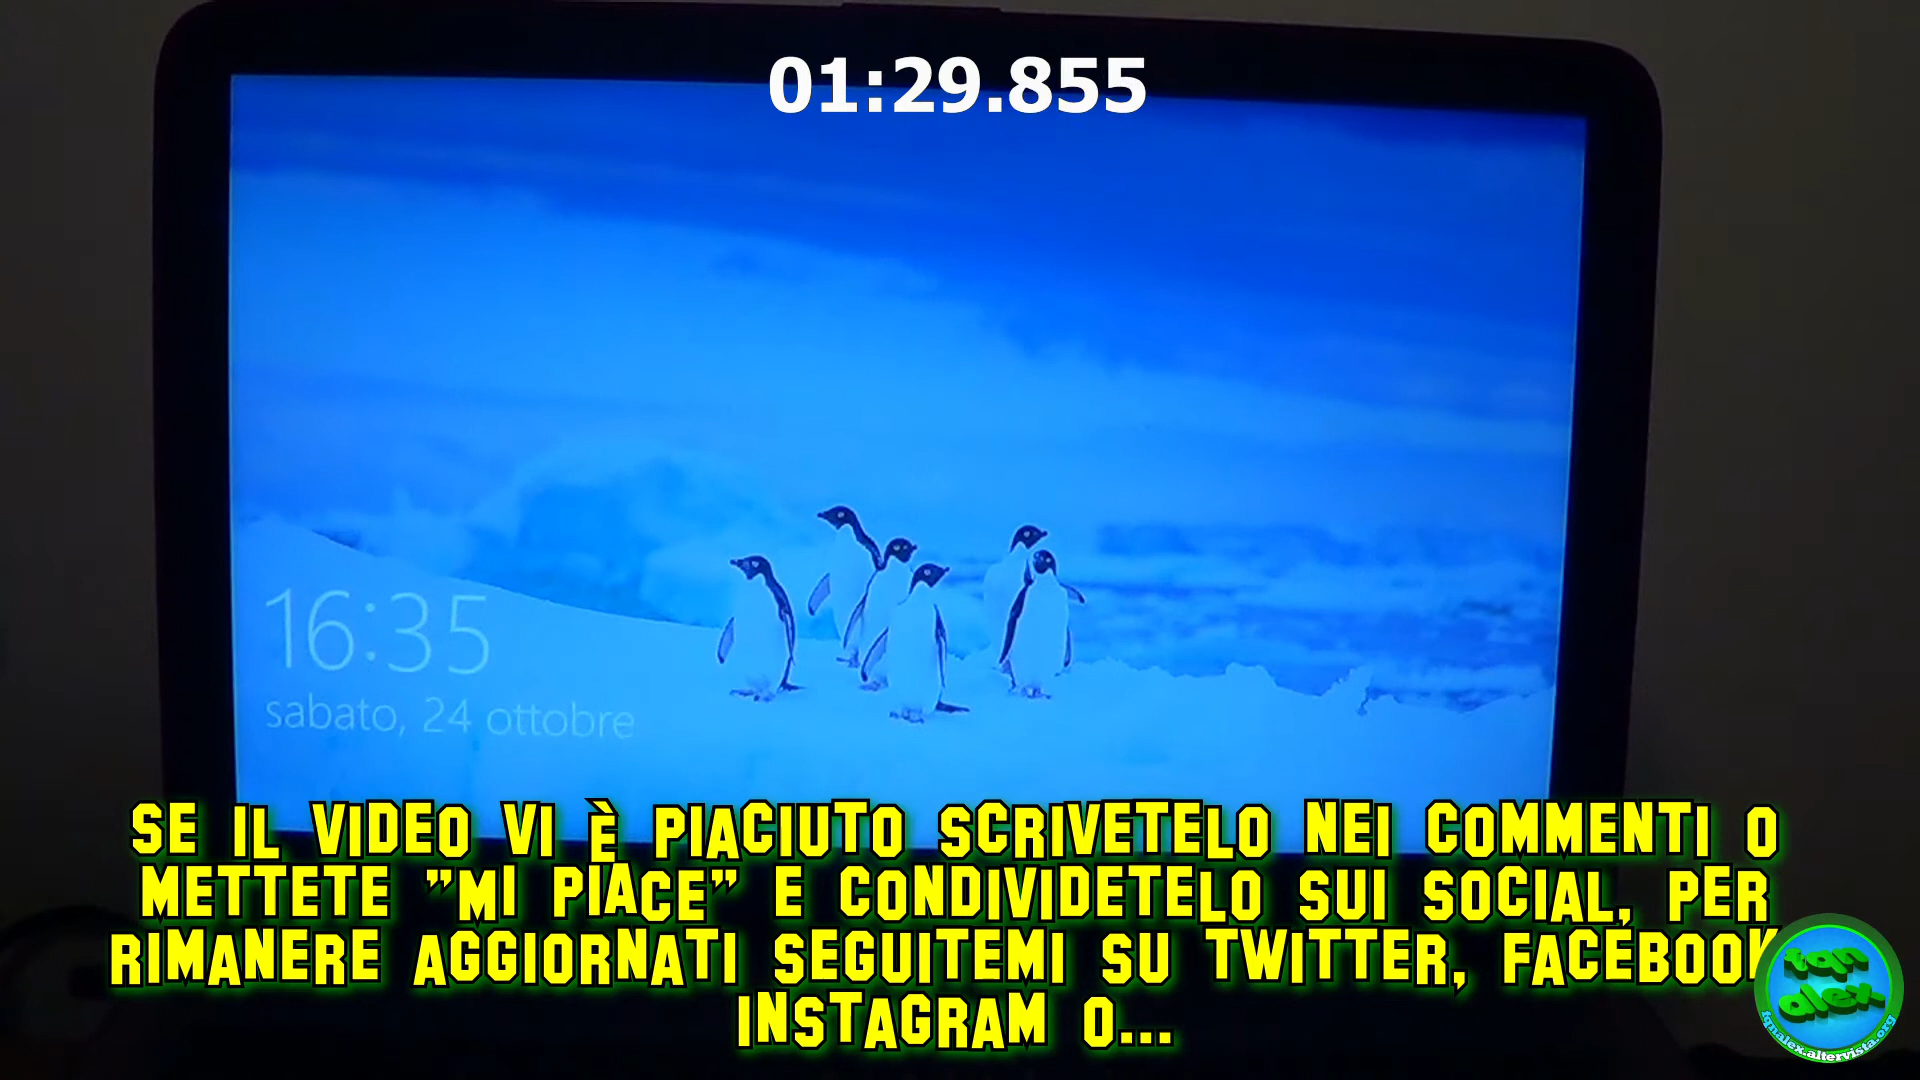 01:29.855
16:35
sabato, 24 ottobre
SE IL VIDEO VI È PIACIUTO SCRIVETELO NEI COMMENTI O
METTETE "MI PIACE" E CONDIVIDETELO SUI SOCIAL, PER
RIMANERE AGGIORNATI SEGUITEMI SU TWITTER, FACEBOOK
INSTAGRAM O...
fqn
alex
fqnalex.altervista.org